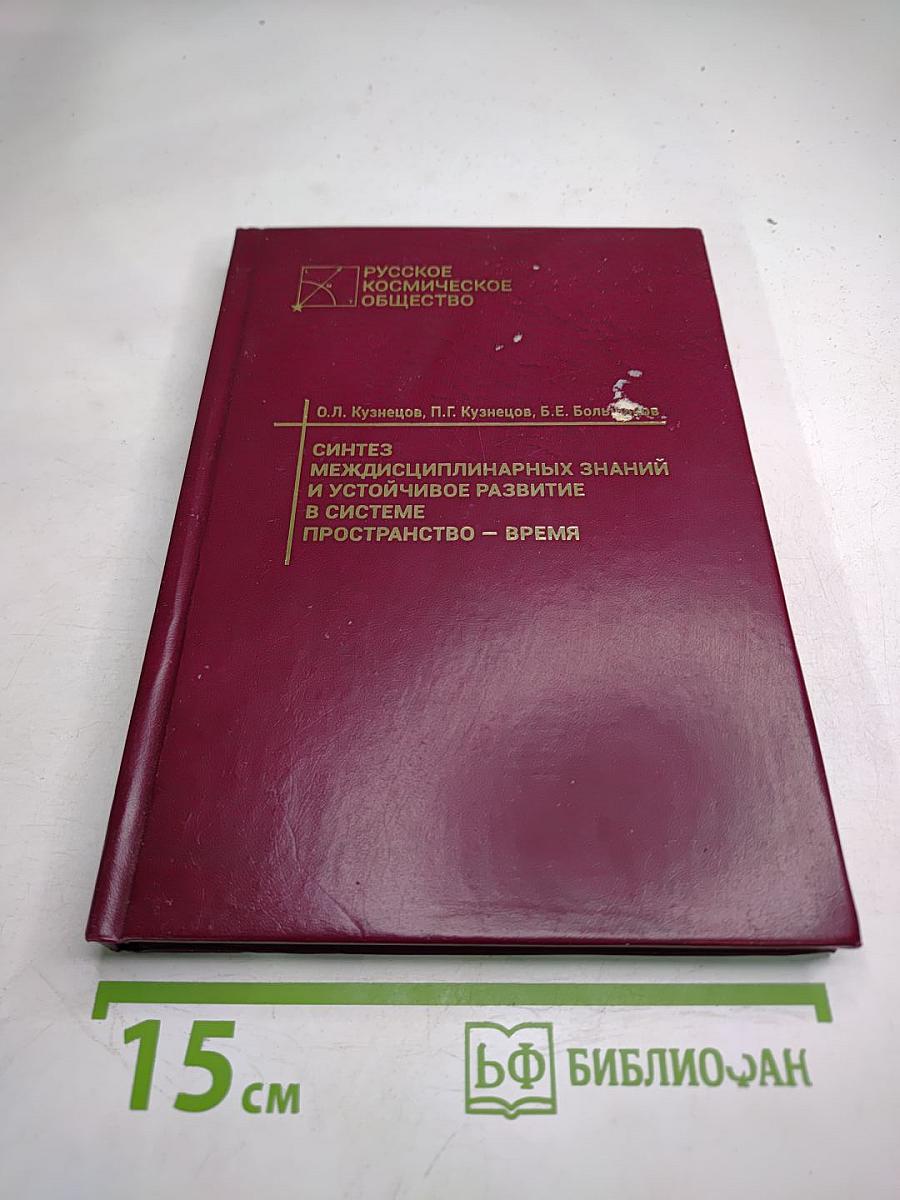 РУССКОЕ
КОСМИЧЕСКОЕ
ОБЩЕСТВО
О.Л. Кузнецов, П.Г. Кузнецов, Б.Е.
СИНТЕЗ
МЕЖДИСЦИПЛИНАРНЫХ ЗНАНИЙ
И УСТОЙЧИВОЕ РАЗВИТИЕ
В СИСТЕМЕ
ПРОСТРАНСТВО — ВРЕМЯ
15 см
БФ БИБЛИОФАН